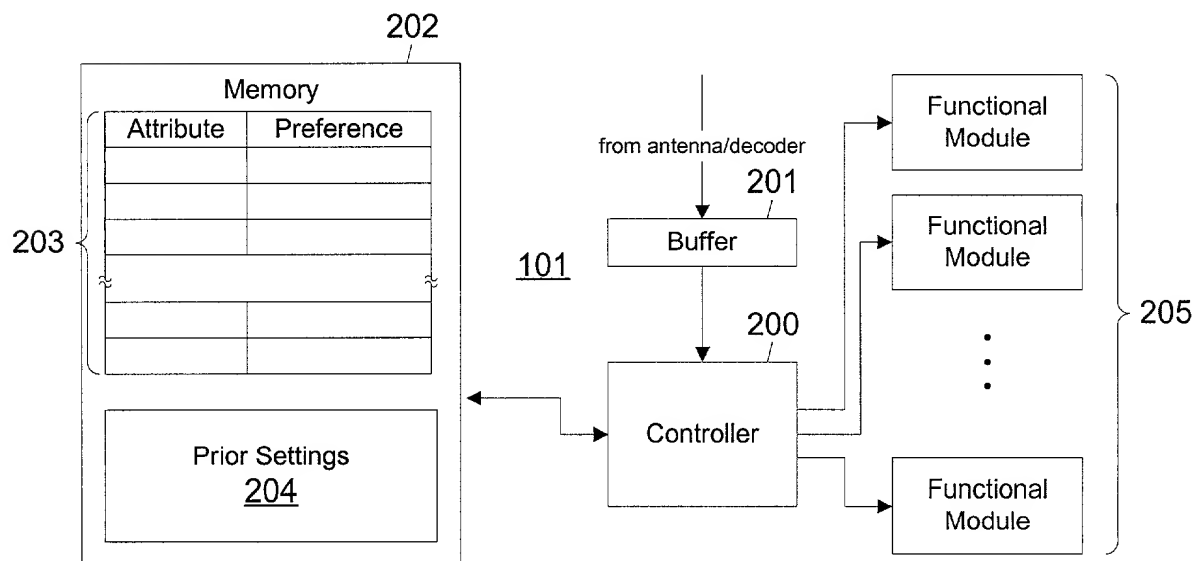 202
Memory
Attribute Preference
203
Prior Settings
204
from antenna/decoder
201
Buffer
101
200
Controller
Functional
Module
Functional
Module
205
Functional
Module